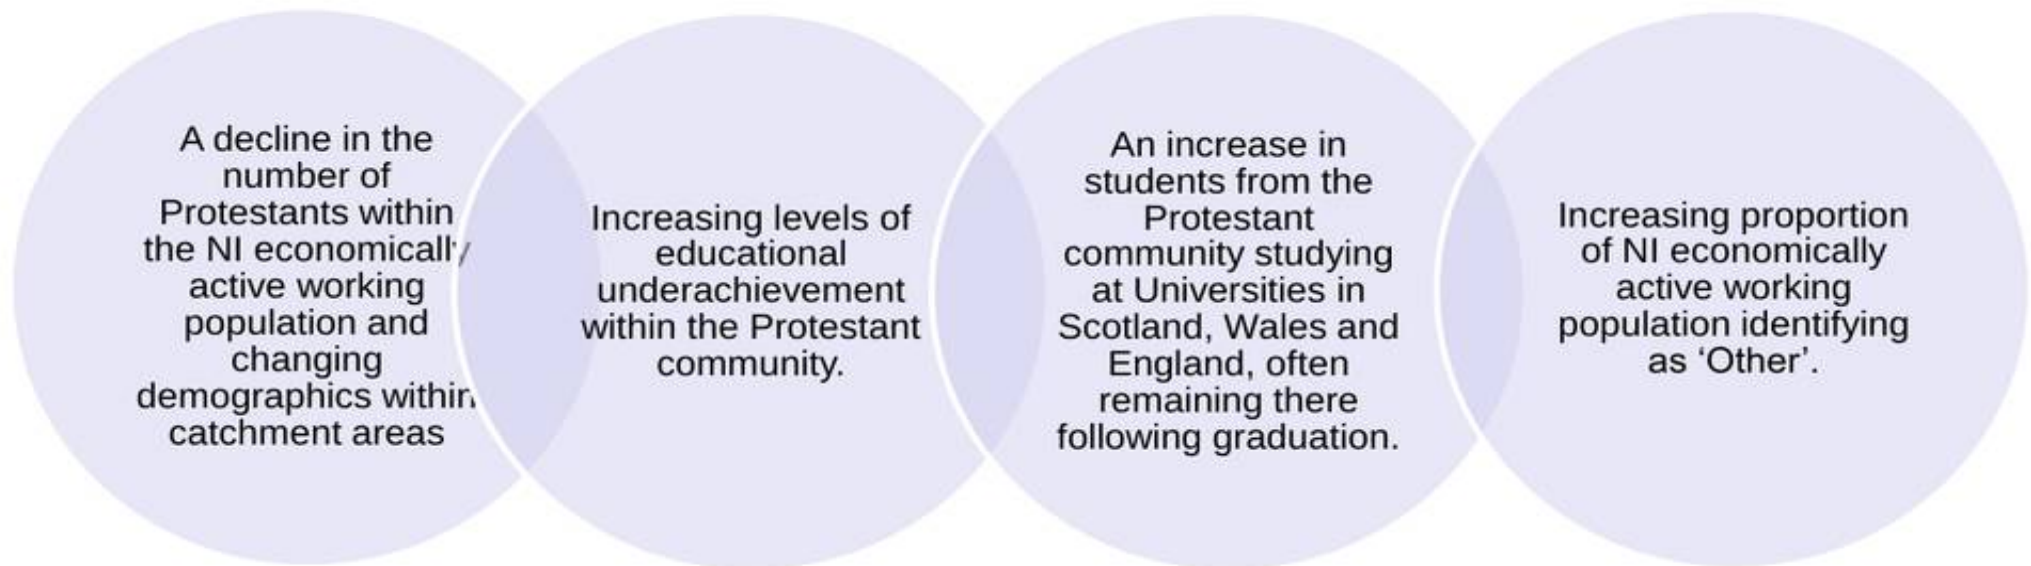 A decline in the
number of
Protestants within
the NI economically
active working
population and
changing
demographics within
catchment areas
Increasing levels of
educational
underachievement
within the Protestant
community.
An increase in
students from the
Protestant
community studying
at Universities in
Scotland, Wales and
England, often
remaining there
following graduation.
Increasing proportion
of NI economically
active working
population identifying
as ‘Other’.